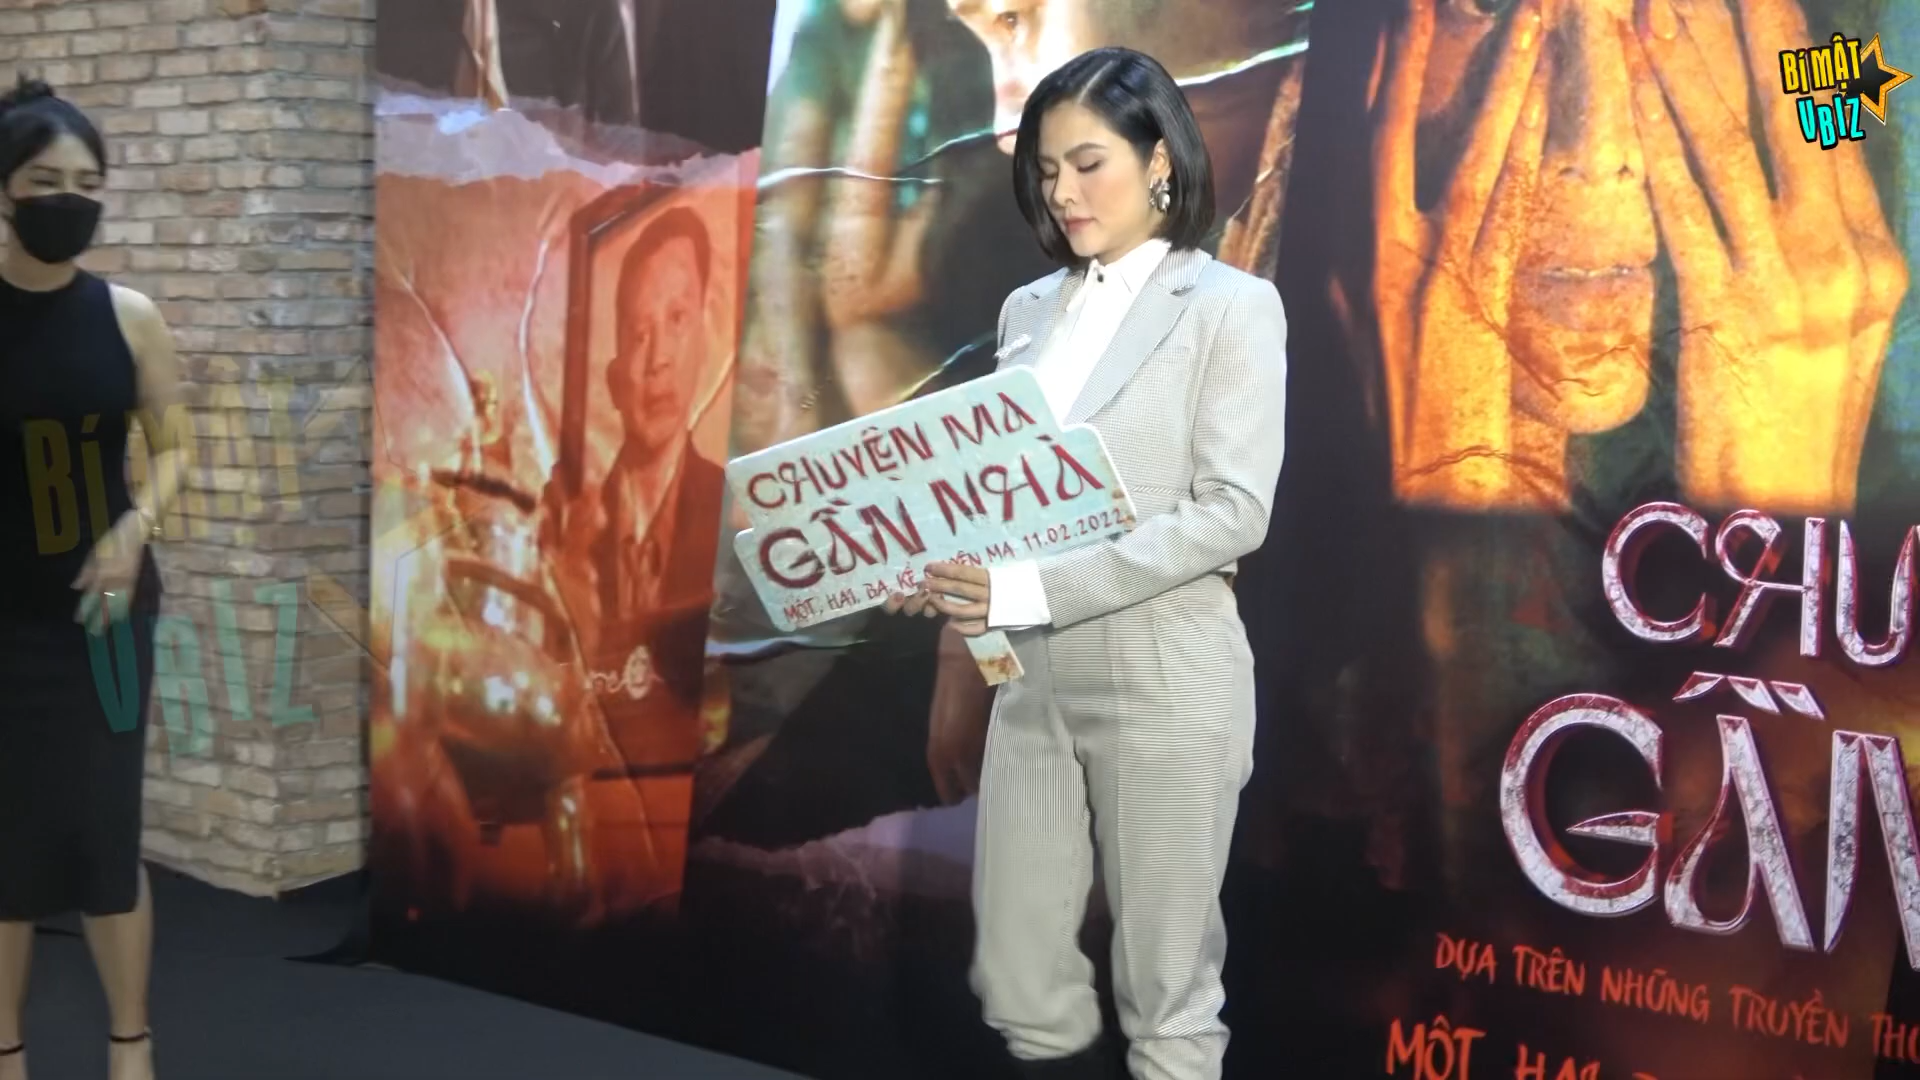 BÍ MẬT
VBIZ
CHUYỆN MA
GẦN NHÀ
MỘT, HAI, BA, KỂ CHUYỆN MA 11.02.2022
BÍ MẬT
VBIZ
CHU
GẦN
DỰA TRÊN NHỮNG TRUYỀN THO
MỘT HAI